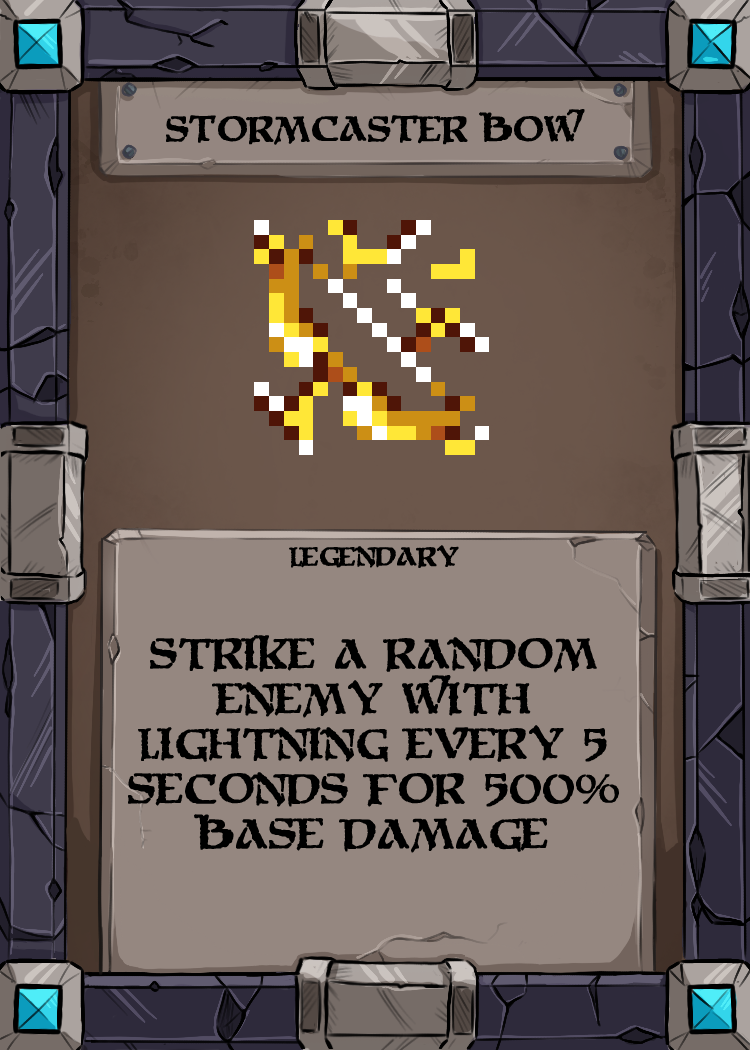 STORMCASTER BOW
LEGENDARY
STRIKE A RANDOM
ENEMY WITH
LIGHTNING EVERY 5
SECONDS FOR 500%
BASE DAMAGE